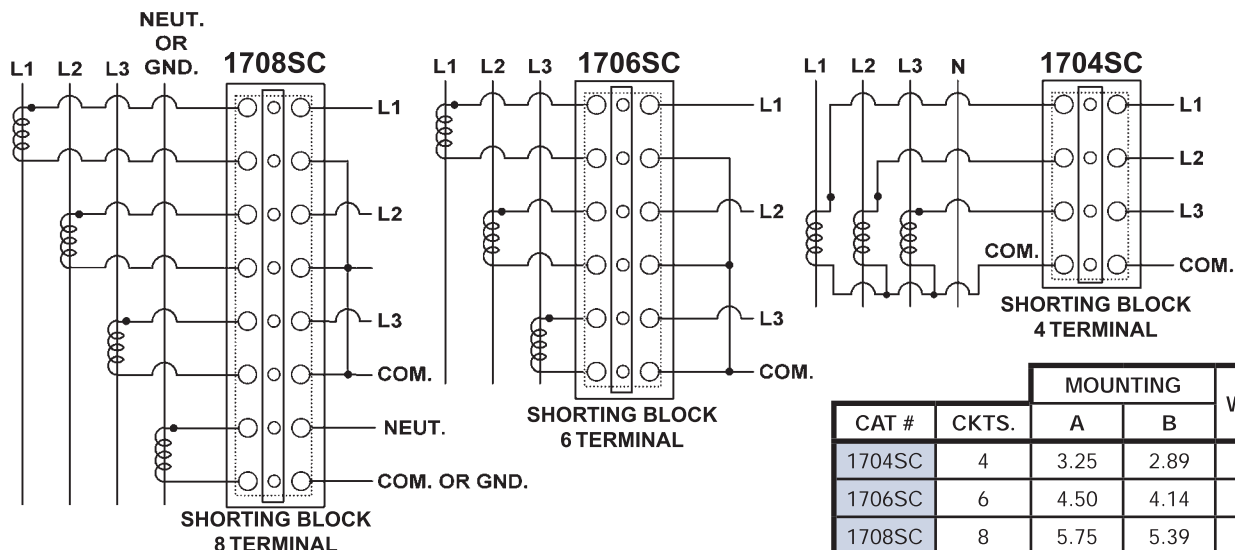 NEUT.
OR
GND.
L1 L2 L3
1708SC
L1
L2
L3
COM.
NEUT.
COM. OR GND.
SHORTING BLOCK
8 TERMINAL
L1 L2 L3
1706SC
L1
L2
L3
COM.
SHORTING BLOCK
6 TERMINAL
L1 L2 L3 N
1704SC
L1
L2
L3
COM.
COM.
SHORTING BLOCK
4 TERMINAL
MOUNTING
CAT # CKTS. A B
1704SC 4 3.25 2.89
1706SC 6 4.50 4.14
1708SC 8 5.75 5.39